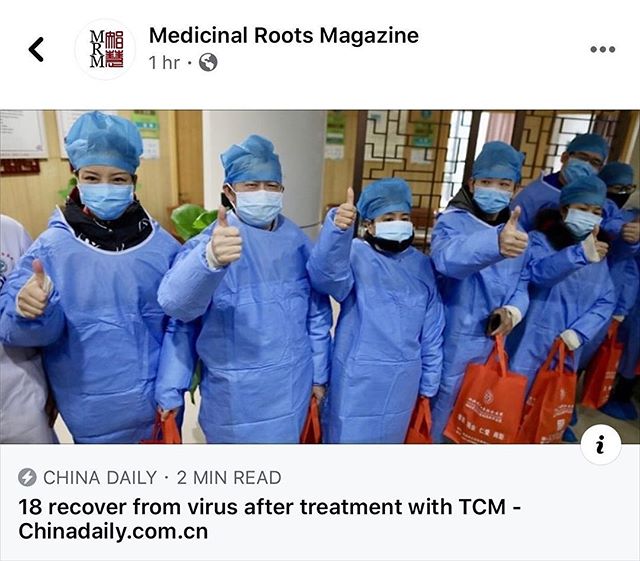 MRM
Medicinal Roots Magazine
1 hr ·
CHINA DAILY · 2 MIN READ
18 recover from virus after treatment with TCM -
Chinadaily.com.cn